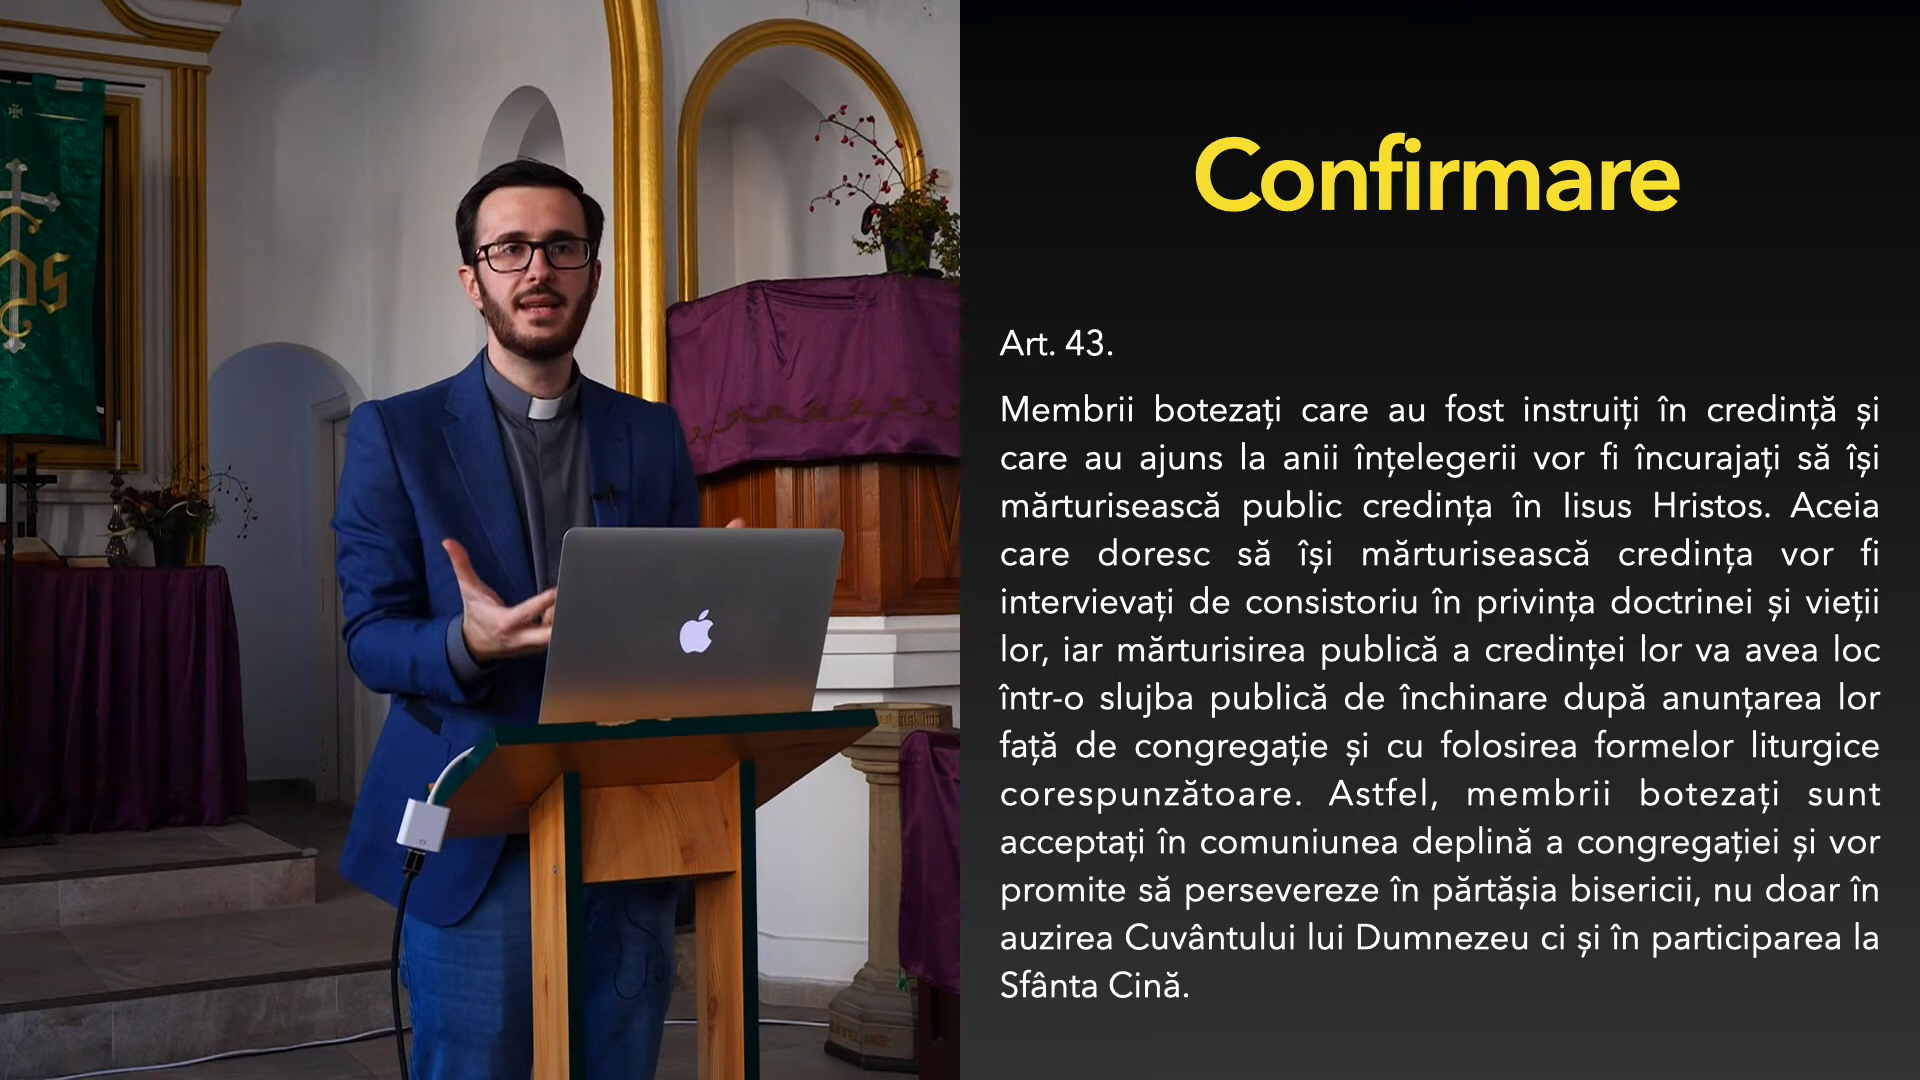 Confirmare
Art. 43.
Membrii botezați care au fost instruiți în credință și
care au ajuns la anii înțelegerii vor fi încurajați să își
mărturisească public credința în Iisus Hristos. Aceia
care doresc să își mărturisească credința vor fi
intervievați de consistoriu în privința doctrinei și vieții
lor, iar mărturisirea publică a credinței lor va avea loc
într-o slujba publică de închinare după anunțarea lor
față de congregație și cu folosirea formelor liturgice
corespunzătoare. Astfel, membrii botezați sunt
acceptați în comuniunea deplină a congregației și vor
promite să persevereze în părtășia bisericii, nu doar în
auzirea Cuvântului lui Dumnezeu ci și în participarea la
Sfânta Cină.